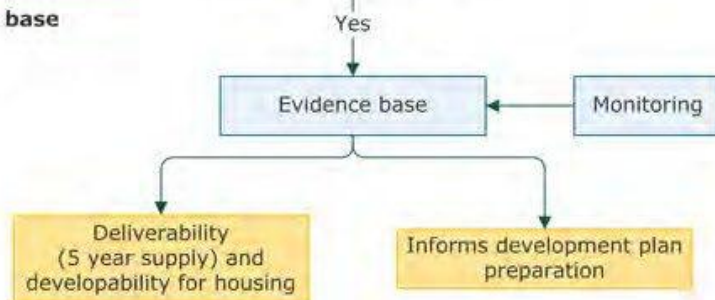 base
Yes
Evidence base
Monitoring
Deliverability
(5 year supply) and
developability for housing
Informs development plan
preparation